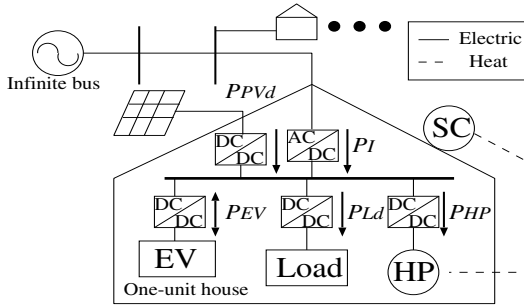 Electric
Heat
Infinite bus
PPVd
SC
DC
DC
AC
DC
PI
DC
DC
PEV
DC
DC
PLd
DC
DC
PHP
EV
Load
HP
One-unit house